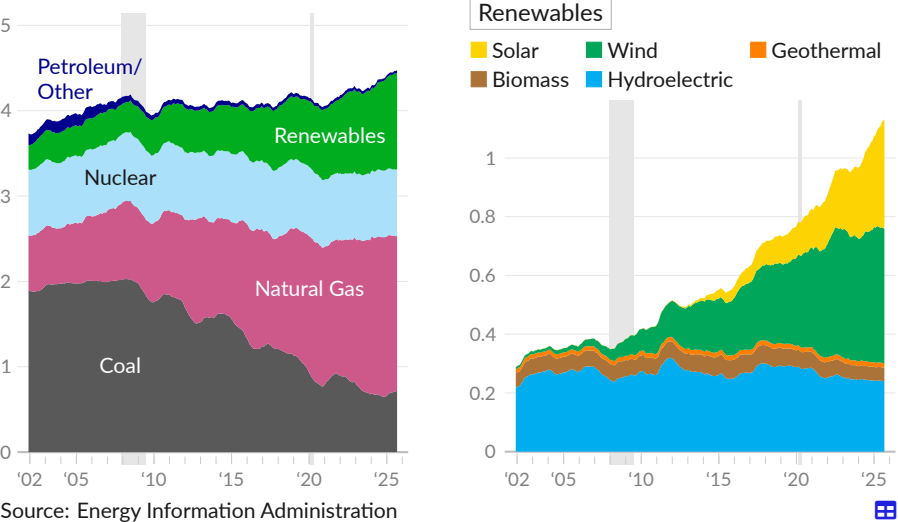 Renewables
Solar
Wind
Geothermal
Biomass
Hydroelectric
5
4
3
2
1
0
Petroleum/
Other
Renewables
Nuclear
Natural Gas
Coal
‘02 ‘05 ‘10 ‘15 ‘20 ‘25
1
0.8
0.6
0.4
0.2
0
‘02 ‘05 ‘10 ‘15 ‘20 ‘25
Source: Energy Information Administration